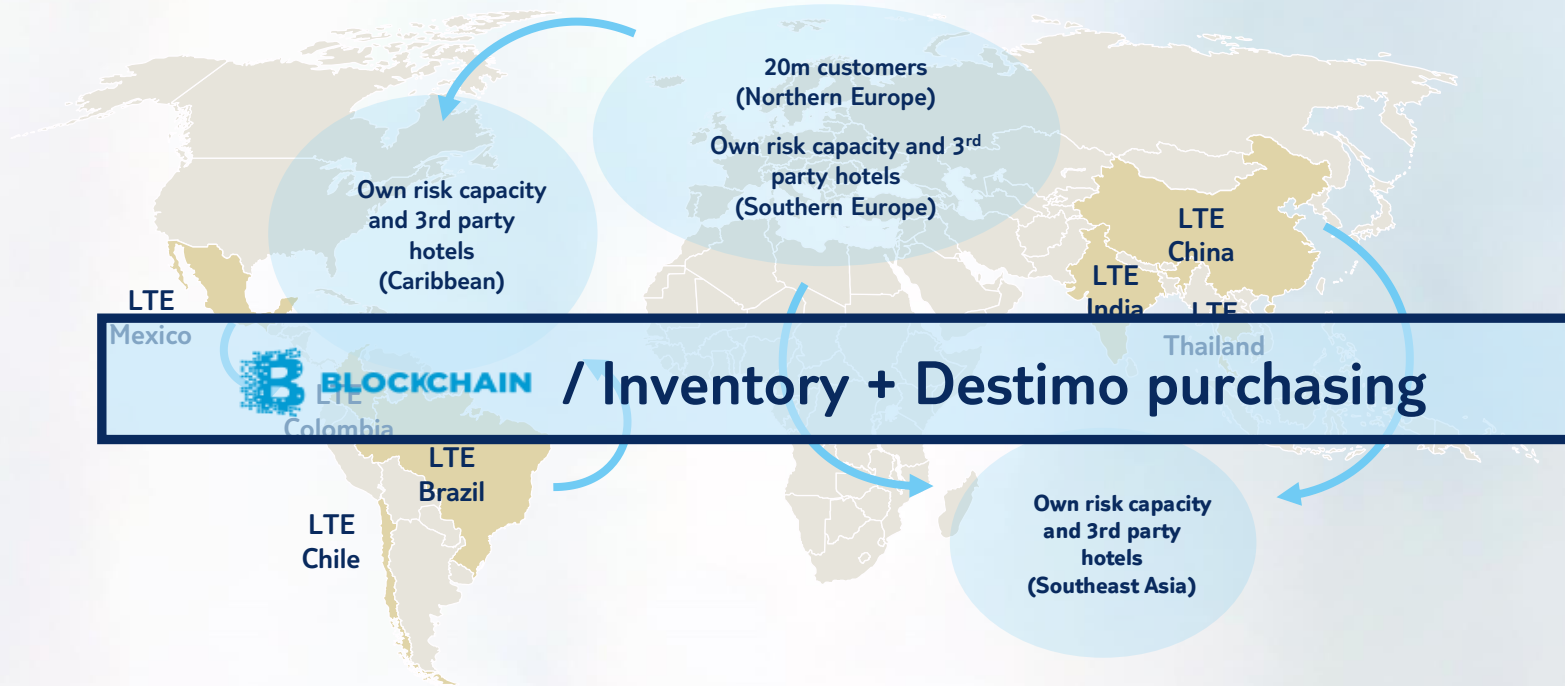 20m customers
(Northern Europe)
Own risk capacity and 3rd
party hotels
(Southern Europe)
Own risk capacity
and 3rd party
hotels
(Caribbean)
LTE
China
LTE
India
LTE
Thailand
LTE
Mexico
BLOCKCHAIN / Inventory + Destimo purchasing
LTE
Colombia
LTE
Brazil
LTE
Chile
Own risk capacity
and 3rd party
hotels
(Southeast Asia)